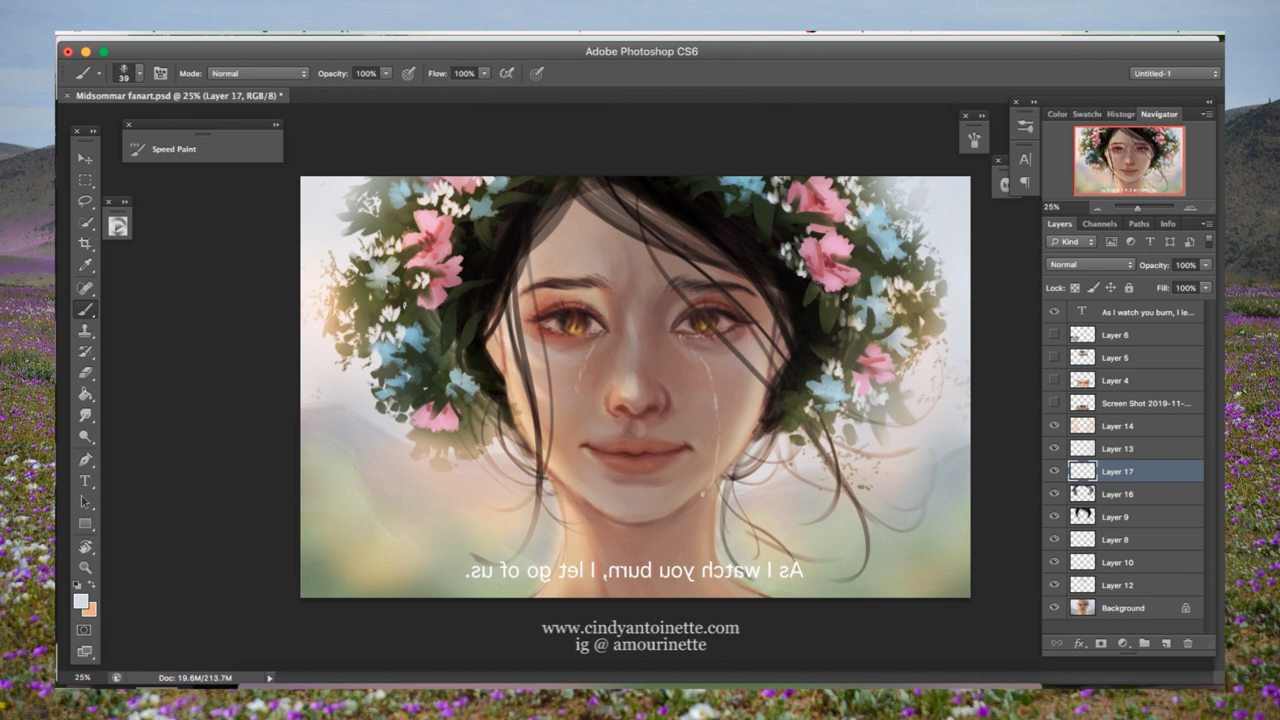 Adobe Photoshop CS6
39 Mode: Normal Opacity: 100% Flow: 100% Untitled-1
Midsommar fanart.psd @ 25% (Layer 17, RGB/8) *
Speed Paint
Color Swatche Histogr Navigator
25%
Layers Channels Paths Info
Kind
Normal Opacity: 100%
Lock: Fill: 100%
As I watch you burn, I le...
Layer 6
Layer 5
Layer 4
Screen Shot 2019-11-...
Layer 14
Layer 13
Layer 17
Layer 16
Layer 9
Layer 8
Layer 10
Layer 12
Background
As I watch you burn, I let go of us.
www.cindyantoinette.com
ig @ amourinette
25% Doc: 19.6M/213.7M